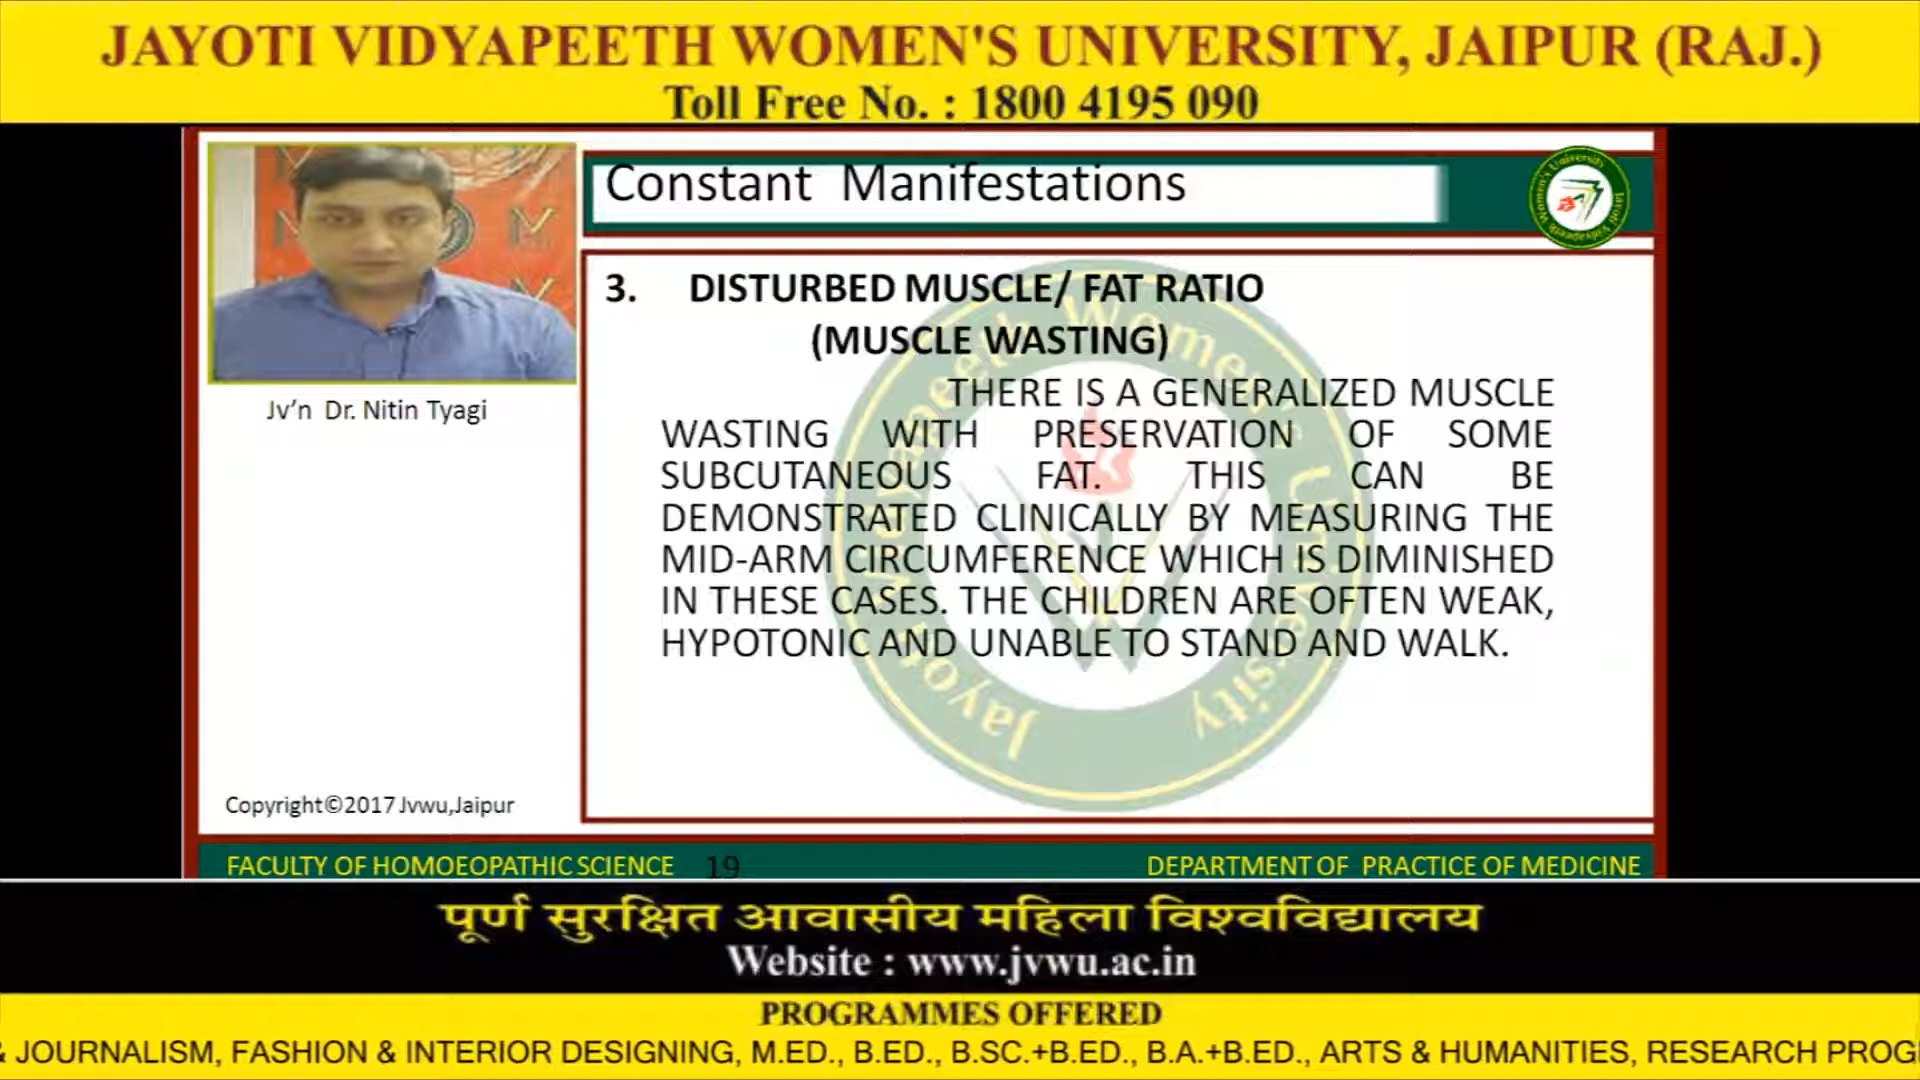 JAYOTI VIDYAPEETH WOMEN'S UNIVERSITY, JAIPUR (RAJ.)
Toll Free No. : 1800 4195 090
Constant Manifestations
Jv'n Dr. Nitin Tyagi
3. DISTURBED MUSCLE/ FAT RATIO
(MUSCLE WASTING)
THERE IS A GENERALIZED MUSCLE
WASTING WITH PRESERVATION OF SOME
SUBCUTANEOUS FAT. THIS CAN BE
DEMONSTRATED CLINICALLY BY MEASURING THE
MID-ARM CIRCUMFERENCE WHICH IS DIMINISHED
IN THESE CASES. THE CHILDREN ARE OFTEN WEAK,
HYPOTONIC AND UNABLE TO STAND AND WALK.
Jayoti Vidyapeeth Women's University
Copyright©2017 Jvwu,Jaipur
FACULTY OF HOMOEOPATHIC SCIENCE 19 DEPARTMENT OF PRACTICE OF MEDICINE
पूर्ण सुरक्षित आवासीय महिला विश्वविद्यालय
Website : www.jvwu.ac.in
PROGRAMMES OFFERED
& JOURNALISM, FASHION & INTERIOR DESIGNING, M.ED., B.ED., B.SC.+B.ED., B.A.+B.ED., ARTS & HUMANITIES, RESEARCH PROG